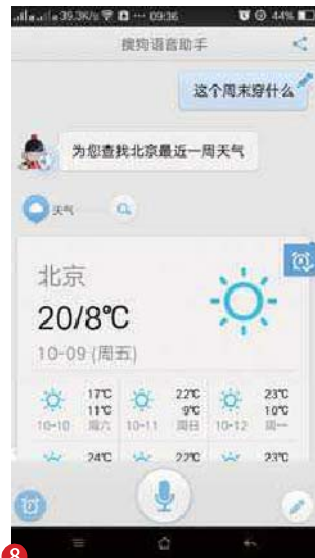 39.3K/s 09:36 44%
搜狗语音助手
这个周末穿什么
为您查找北京最近一周天气
天气
北京
20/8℃
10-09 (周五)
17℃ 22℃ 23℃
11℃ 9℃ 10℃
10-10 周六 10-11 周日 10-12 周一
24℃ 22℃ 23℃
8